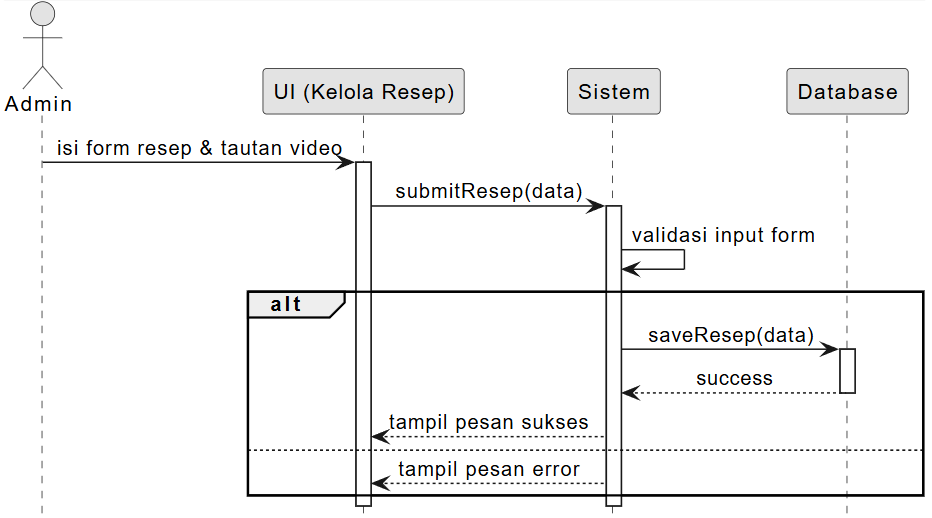 Admin
UI (Kelola Resep)
Sistem
Database
isi form resep & tautan video
submitResep(data)
validasi input form
alt
saveResep(data)
success
tampil pesan sukses
tampil pesan error